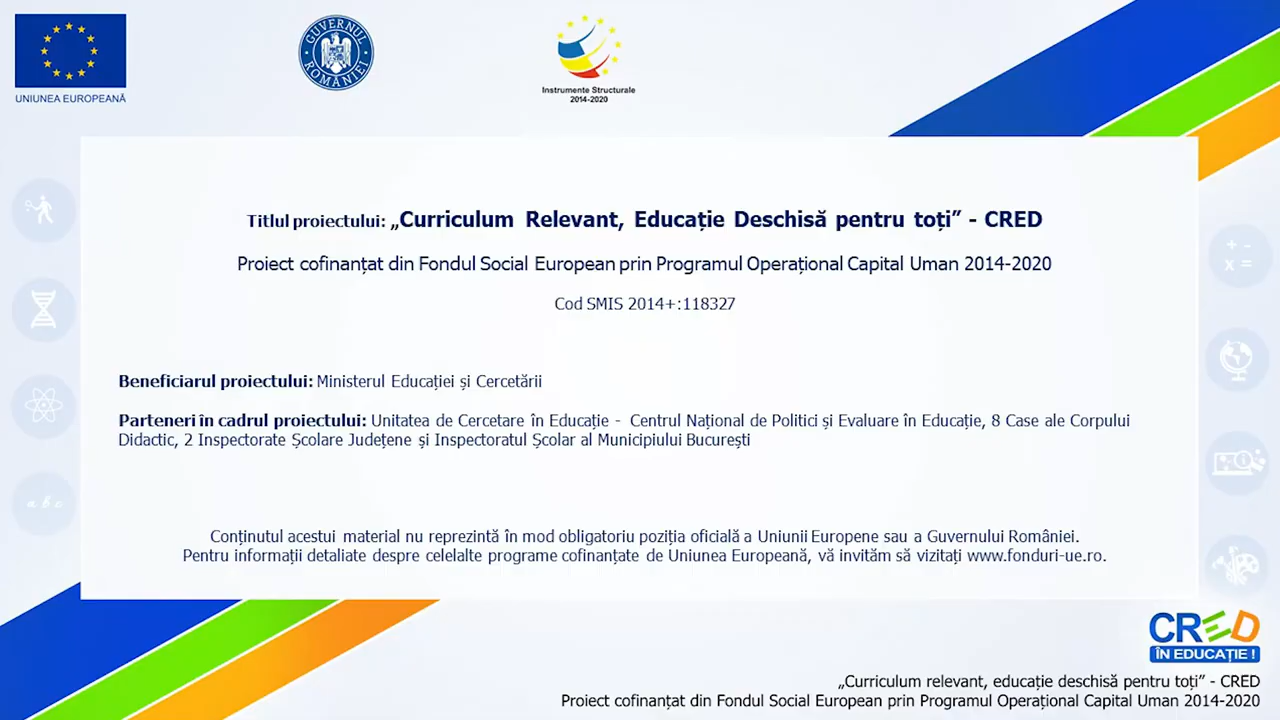 UNIUNEA EUROPEANĂ
GUVERNUL ROMÂNIEI
Instrumente Structurale
2014-2020
Titlul proiectului: „Curriculum Relevant, Educație Deschisă pentru toți” - CRED
Proiect cofinanțat din Fondul Social European prin Programul Operațional Capital Uman 2014-2020
Cod SMIS 2014+:118327
Beneficiarul proiectului: Ministerul Educației și Cercetării
Parteneri în cadrul proiectului: Unitatea de Cercetare în Educație - Centrul Național de Politici și Evaluare în Educație, 8 Case ale Corpului
Didactic, 2 Inspectorate Școlare Județene și Inspectoratul Școlar al Municipiului București
a b c
Conținutul acestui material nu reprezintă în mod obligatoriu poziția oficială a Uniunii Europene sau a Guvernului României.
Pentru informații detaliate despre celelalte programe cofinanțate de Uniunea Europeană, vă invităm să vizitați www.fonduri-ue.ro.
CRED
ÎN EDUCAȚIE !
„Curriculum relevant, educație deschisă pentru toți” - CRED
Proiect cofinanțat din Fondul Social European prin Programul Operațional Capital Uman 2014-2020